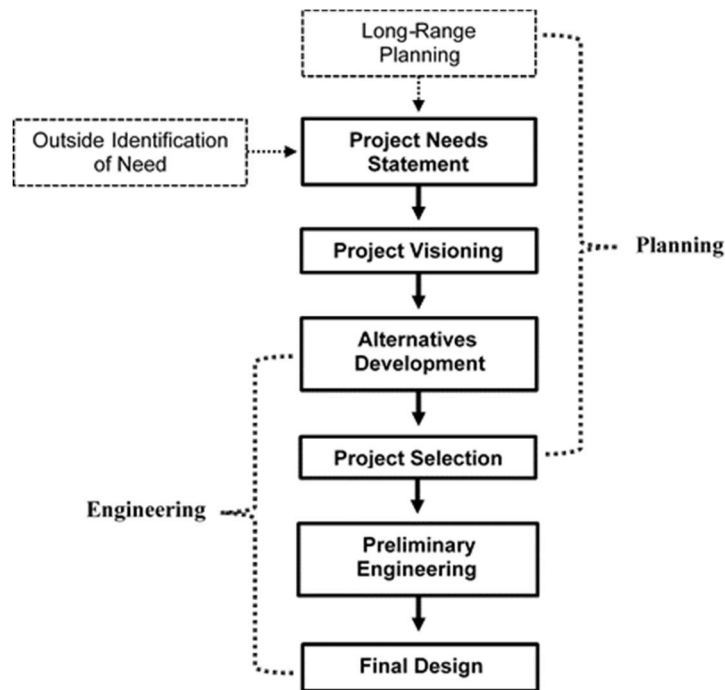 Long-Range
Planning
Outside Identification
of Need
Project Needs
Statement
Project Visioning
Planning
Alternatives
Development
Project Selection
Engineering
Preliminary
Engineering
Final Design